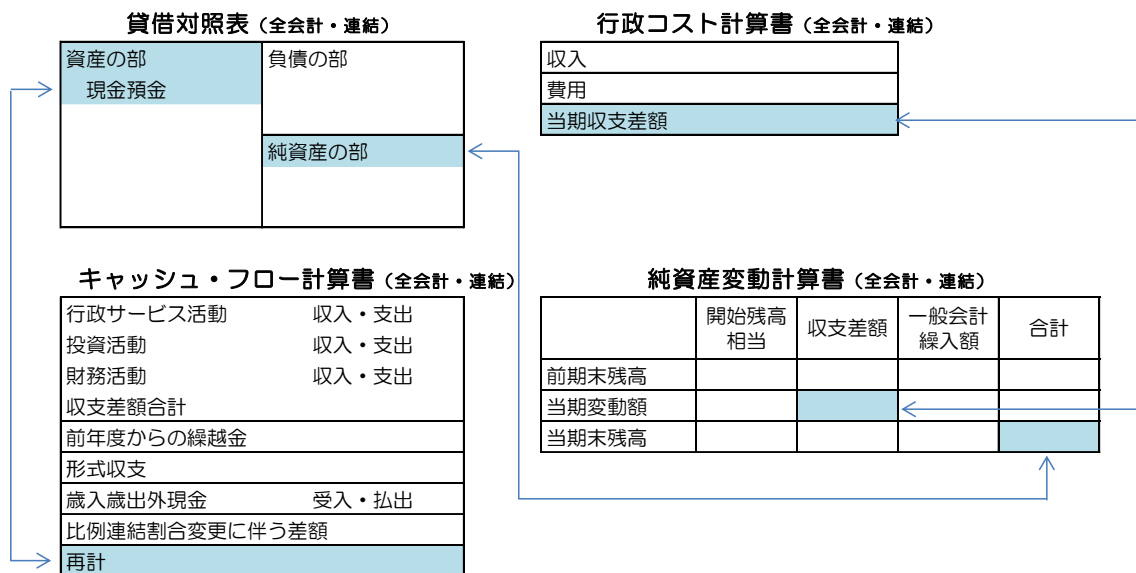 貸借対照表（全会計・連結）
資産の部
現金預金
負債の部
純資産の部
行政コスト計算書（全会計・連結）
収入
費用
当期収支差額
キャッシュ・フロー計算書（全会計・連結）
行政サービス活動 収入・支出
投資活動 収入・支出
財務活動 収入・支出
収支差額合計
前年度からの繰越金
形式収支
歳入歳出外現金 受入・払出
比例連結割合変更に伴う差額
再計
純資産変動計算書（全会計・連結）
開始残高
相当
収支差額
一般会計
繰入額
合計
前期末残高
当期変動額
当期末残高